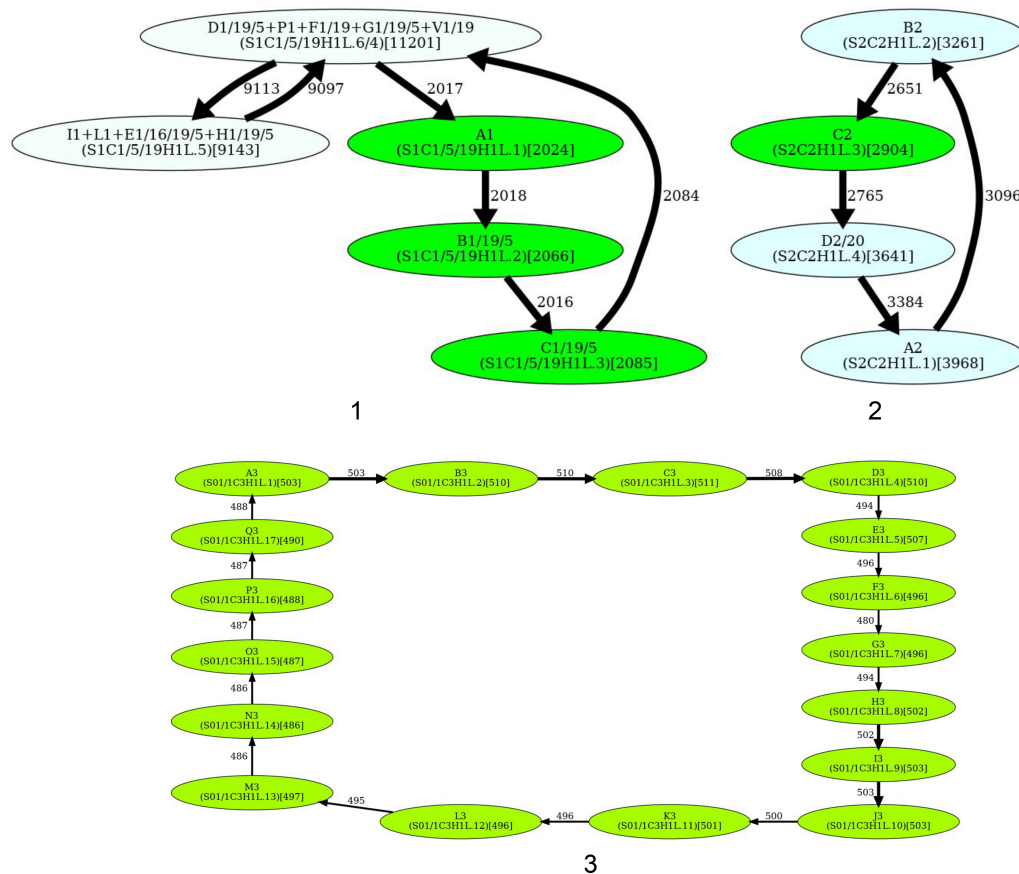 D1/19/5+P1+F1/19+G1/19/5+V1/19
(S1C1/5/19H1L.6/4)[11201]
9113
9097
2017
I1+L1+E1/16/19/5+H1/19/5
(S1C1/5/19H1L.5)[9143]
A1
(S1C1/5/19H1L.1)[2024]
2018
2084
B1/19/5
(S1C1/5/19H1L.2)[2066]
2016
C1/19/5
(S1C1/5/19H1L.3)[2085]
1
B2
(S2C2H1L.2)[3261]
2651
C2
(S2C2H1L.3)[2904]
2765
3096
D2/20
(S2C2H1L.4)[3641]
3384
A2
(S2C2H1L.1)[3968]
2
A3
(S01/1C3H1L.1)[503]
503
B3
(S01/1C3H1L.2)[510]
510
C3
(S01/1C3H1L.3)[511]
508
D3
(S01/1C3H1L.4)[510]
494
E3
(S01/1C3H1L.5)[507]
496
F3
(S01/1C3H1L.6)[496]
480
G3
(S01/1C3H1L.7)[496]
494
H3
(S01/1C3H1L.8)[502]
502
I3
(S01/1C3H1L.9)[503]
503
J3
(S01/1C3H1L.10)[503]
500
K3
(S01/1C3H1L.11)[501]
496
L3
(S01/1C3H1L.12)[496]
495
M3
(S01/1C3H1L.13)[497]
486
N3
(S01/1C3H1L.14)[486]
486
O3
(S01/1C3H1L.15)[487]
487
P3
(S01/1C3H1L.16)[488]
487
Q3
(S01/1C3H1L.17)[490]
488
3